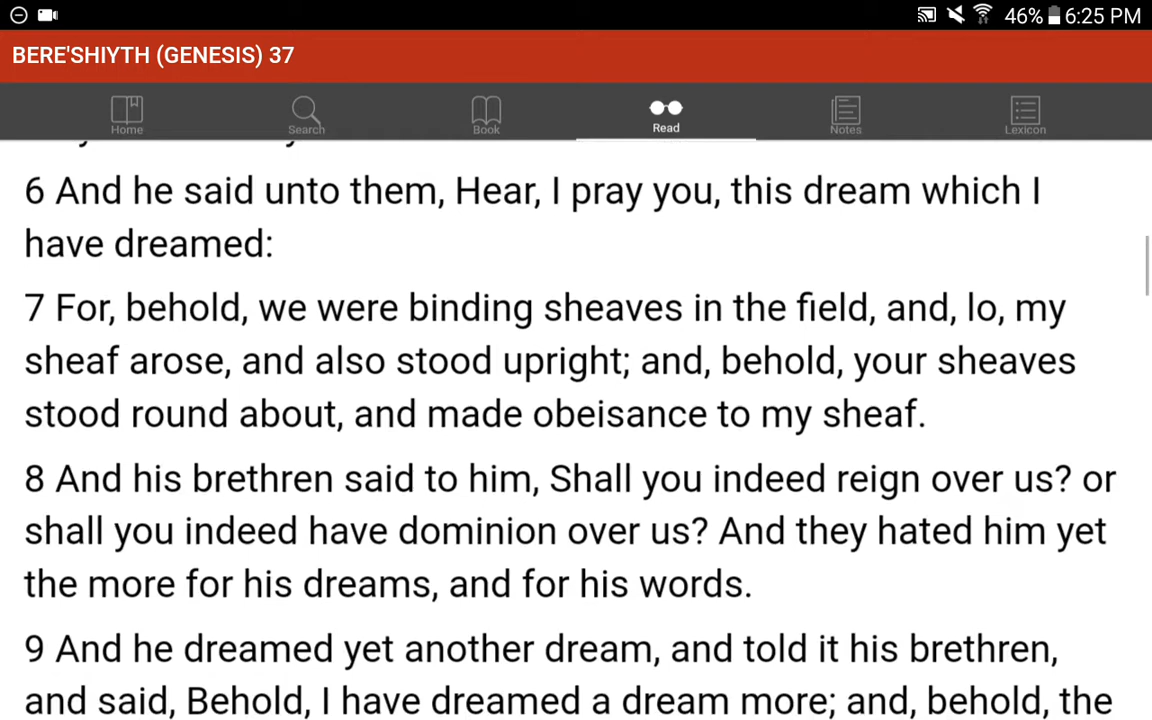 46% 6:25 PM
BERE'SHIYTH (GENESIS) 37
Home Search Book Read Notes Lexicon
6 And he said unto them, Hear, I pray you, this dream which I
have dreamed:
7 For, behold, we were binding sheaves in the field, and, lo, my
sheaf arose, and also stood upright; and, behold, your sheaves
stood round about, and made obeisance to my sheaf.
8 And his brethren said to him, Shall you indeed reign over us? or
shall you indeed have dominion over us? And they hated him yet
the more for his dreams, and for his words.
9 And he dreamed yet another dream, and told it his brethren,
and said, Behold, I have dreamed a dream more; and, behold, the